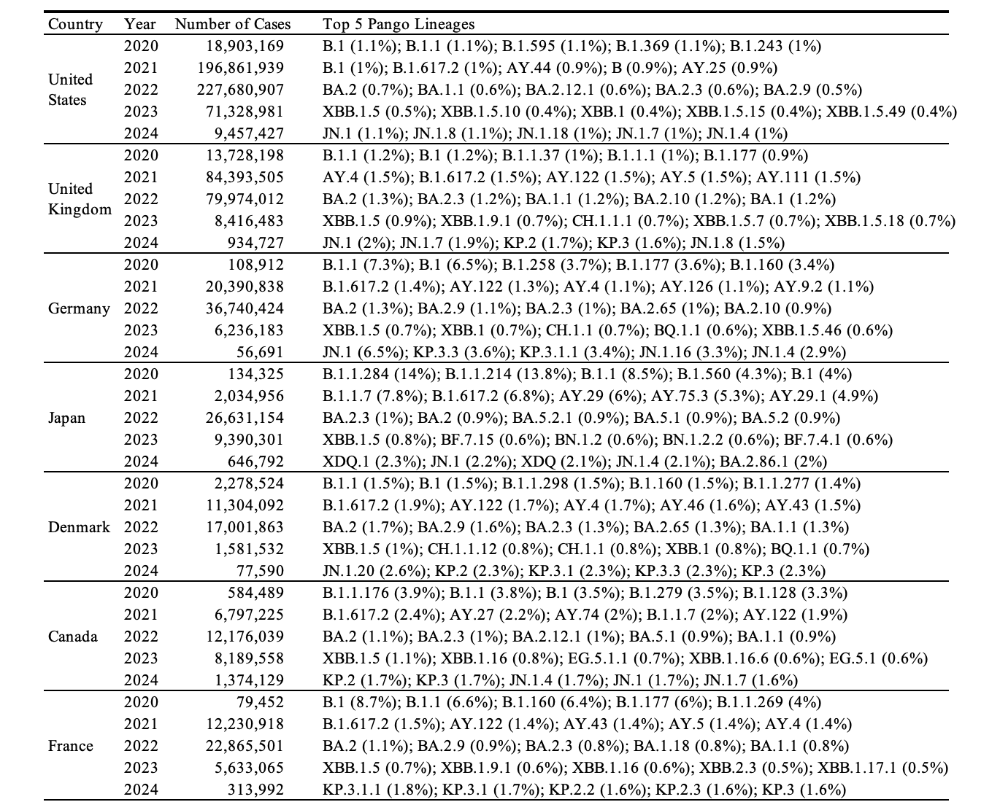 Country Year Number of Cases Top 5 Pango Lineages
2020 18,903,169 B.1 (1.1%); B.1.1 (1.1%); B.1.595 (1.1%); B.1.369 (1.1%); B.1.243 (1%)
2021 196,861,939 B.1 (1%); B.1.617.2 (1%); AY.44 (0.9%); B (0.9%); AY.25 (0.9%)
United States 2022 227,680,907 BA.2 (0.7%); BA.1.1 (0.6%); BA.2.12.1 (0.6%); BA.2.3 (0.6%); BA.2.9 (0.5%)
2023 71,328,981 XBB.1.5 (0.5%); XBB.1.5.10 (0.4%); XBB.1 (0.4%); XBB.1.5.15 (0.4%); XBB.1.5.49 (0.4%)
2024 9,457,427 JN.1 (1.1%); JN.1.8 (1.1%); JN.1.18 (1%); JN.1.7 (1%); JN.1.4 (1%)
2020 13,728,198 B.1.1 (1.2%); B.1 (1.2%); B.1.1.37 (1%); B.1.1.1 (1%); B.1.177 (0.9%)
2021 84,393,505 AY.4 (1.5%); B.1.617.2 (1.5%); AY.122 (1.5%); AY.5 (1.5%); AY.111 (1.5%)
United Kingdom 2022 79,974,012 BA.2 (1.3%); BA.2.3 (1.2%); BA.1.1 (1.2%); BA.2.10 (1.2%); BA.1 (1.2%)
2023 8,416,483 XBB.1.5 (0.9%); XBB.1.9.1 (0.7%); CH.1.1.1 (0.7%); XBB.1.5.7 (0.7%); XBB.1.5.18 (0.7%)
2024 934,727 JN.1 (2%); JN.1.7 (1.9%); KP.2 (1.7%); KP.3 (1.6%); JN.1.8 (1.5%)
2020 108,912 B.1.1 (7.3%); B.1 (6.5%); B.1.258 (3.7%); B.1.177 (3.6%); B.1.160 (3.4%)
2021 20,390,838 B.1.617.2 (1.4%); AY.122 (1.3%); AY.4 (1.1%); AY.126 (1.1%); AY.9.2 (1.1%)
Germany 2022 36,740,424 BA.2 (1.3%); BA.2.9 (1.1%); BA.2.3 (1%); BA.2.65 (1%); BA.2.10 (0.9%)
2023 6,236,183 XBB.1.5 (0.7%); XBB.1 (0.7%); CH.1.1 (0.7%); BQ.1.1 (0.6%); XBB.1.5.46 (0.6%)
2024 56,691 JN.1 (6.5%); KP.3.3 (3.6%); KP.3.1.1 (3.4%); JN.1.16 (3.3%); JN.1.4 (2.9%)
2020 134,325 B.1.1.284 (14%); B.1.1.214 (13.8%); B.1.1 (8.5%); B.1.560 (4.3%); B.1 (4%)
2021 2,034,956 B.1.1.7 (7.8%); B.1.617.2 (6.8%); AY.29 (6%); AY.75.3 (5.3%); AY.29.1 (4.9%)
Japan 2022 26,631,154 BA.2.3 (1%); BA.2 (0.9%); BA.5.2.1 (0.9%); BA.5.1 (0.9%); BA.5.2 (0.9%)
2023 9,390,301 XBB.1.5 (0.8%); BF.7.15 (0.6%); BN.1.2 (0.6%); BN.1.2.2 (0.6%); BF.7.4.1 (0.6%)
2024 646,792 XDQ.1 (2.3%); JN.1 (2.2%); XDQ (2.1%); JN.1.4 (2.1%); BA.2.86.1 (2%)
2020 2,278,524 B.1.1 (1.5%); B.1 (1.5%); B.1.1.298 (1.5%); B.1.160 (1.5%); B.1.1.277 (1.4%)
2021 11,304,092 B.1.617.2 (1.9%); AY.122 (1.7%); AY.4 (1.7%); AY.46 (1.6%); AY.43 (1.5%)
Denmark 2022 17,001,863 BA.2 (1.7%); BA.2.9 (1.6%); BA.2.3 (1.3%); BA.2.65 (1.3%); BA.1.1 (1.3%)
2023 1,581,532 XBB.1.5 (1%); CH.1.1.12 (0.8%); CH.1.1 (0.8%); XBB.1 (0.8%); BQ.1.1 (0.7%)
2024 77,590 JN.1.20 (2.6%); KP.2 (2.3%); KP.3.1 (2.3%); KP.3.3 (2.3%); KP.3 (2.3%)
2020 584,489 B.1.1.176 (3.9%); B.1.1 (3.8%); B.1 (3.5%); B.1.279 (3.5%); B.1.128 (3.3%)
2021 6,797,225 B.1.617.2 (2.4%); AY.27 (2.2%); AY.74 (2%); B.1.1.7 (2%); AY.122 (1.9%)
Canada 2022 12,176,039 BA.2 (1.1%); BA.2.3 (1%); BA.2.12.1 (1%); BA.5.1 (0.9%); BA.1.1 (0.9%)
2023 8,189,558 XBB.1.5 (1.1%); XBB.1.16 (0.8%); EG.5.1.1 (0.7%); XBB.1.16.6 (0.6%); EG.5.1 (0.6%)
2024 1,374,129 KP.2 (1.7%); KP.3 (1.7%); JN.1.4 (1.7%); JN.1 (1.7%); JN.1.7 (1.6%)
2020 79,452 B.1 (8.7%); B.1.1 (6.6%); B.1.160 (6.4%); B.1.177 (6%); B.1.1.269 (4%)
2021 12,230,918 B.1.617.2 (1.5%); AY.122 (1.4%); AY.43 (1.4%); AY.5 (1.4%); AY.4 (1.4%)
France 2022 22,865,501 BA.2 (1.1%); BA.2.9 (0.9%); BA.2.3 (0.8%); BA.1.18 (0.8%); BA.1.1 (0.8%)
2023 5,633,065 XBB.1.5 (0.7%); XBB.1.9.1 (0.6%); XBB.1.16 (0.6%); XBB.2.3 (0.5%); XBB.1.17.1 (0.5%)
2024 313,992 KP.3.1.1 (1.8%); KP.3.1 (1.7%); KP.2.2 (1.6%); KP.2.3 (1.6%); KP.3 (1.6%)